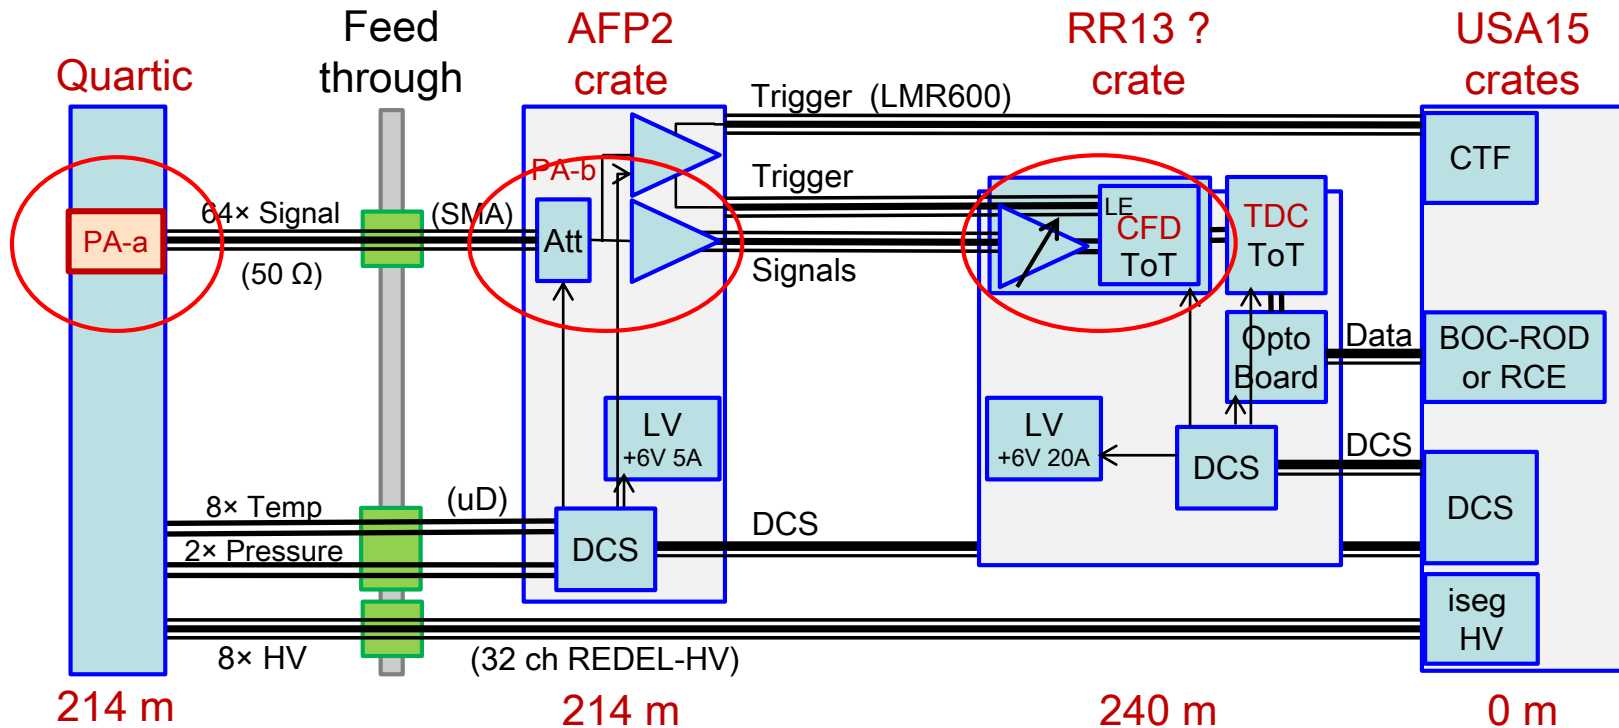 Quartic
Feed
through
AFP2
crate
RR13 ?
crate
USA15
crates
Trigger (LMR600)
CTF
PA-b
Trigger
64× Signal
(SMA)
LE
CFD
ToT
TDC
ToT
PA-a
Att
(50 Ω)
Signals
Opto
Board
Data
BOC-ROD
or RCE
LV
+6V 5A
LV
+6V 20A
DCS
DCS
DCS
8× Temp
(uD)
2× Pressure
DCS
DCS
iseg
HV
8× HV
(32 ch REDEL-HV)
214 m
214 m
240 m
0 m